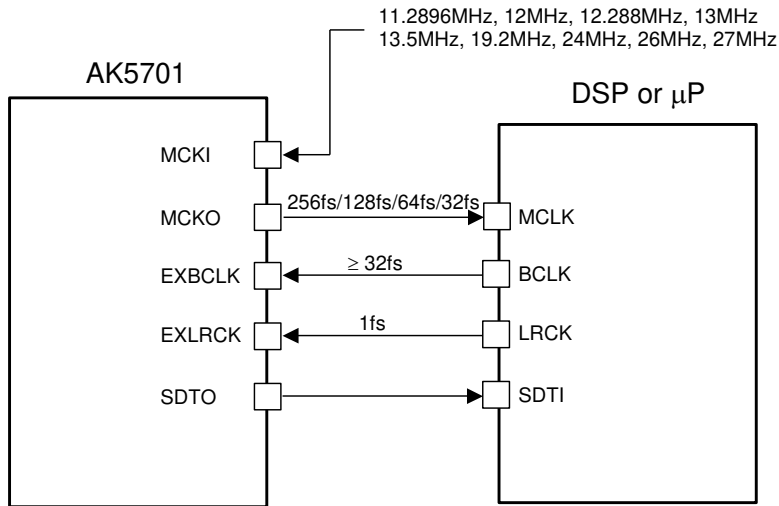 11.2896MHz, 12MHz, 12.288MHz, 13MHz
13.5MHz, 19.2MHz, 24MHz, 26MHz, 27MHz
AK5701
DSP or μP
MCKI
MCKO
256fs/128fs/64fs/32fs
MCLK
EXBCLK
≥ 32fs
BCLK
EXLRCK
1fs
LRCK
SDTO
SDTI